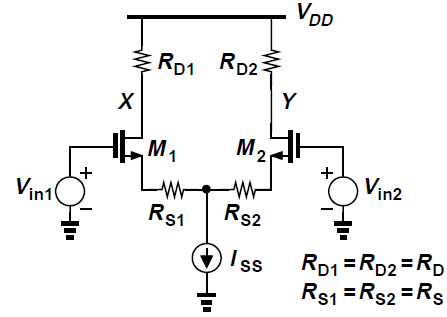 V_DD
R_D1 R_D2
X Y
M_1 M_2
+ +
V_in1 V_in2
− −
R_S1 R_S2
I_SS
R_D1 = R_D2 = R_D
R_S1 = R_S2 = R_S